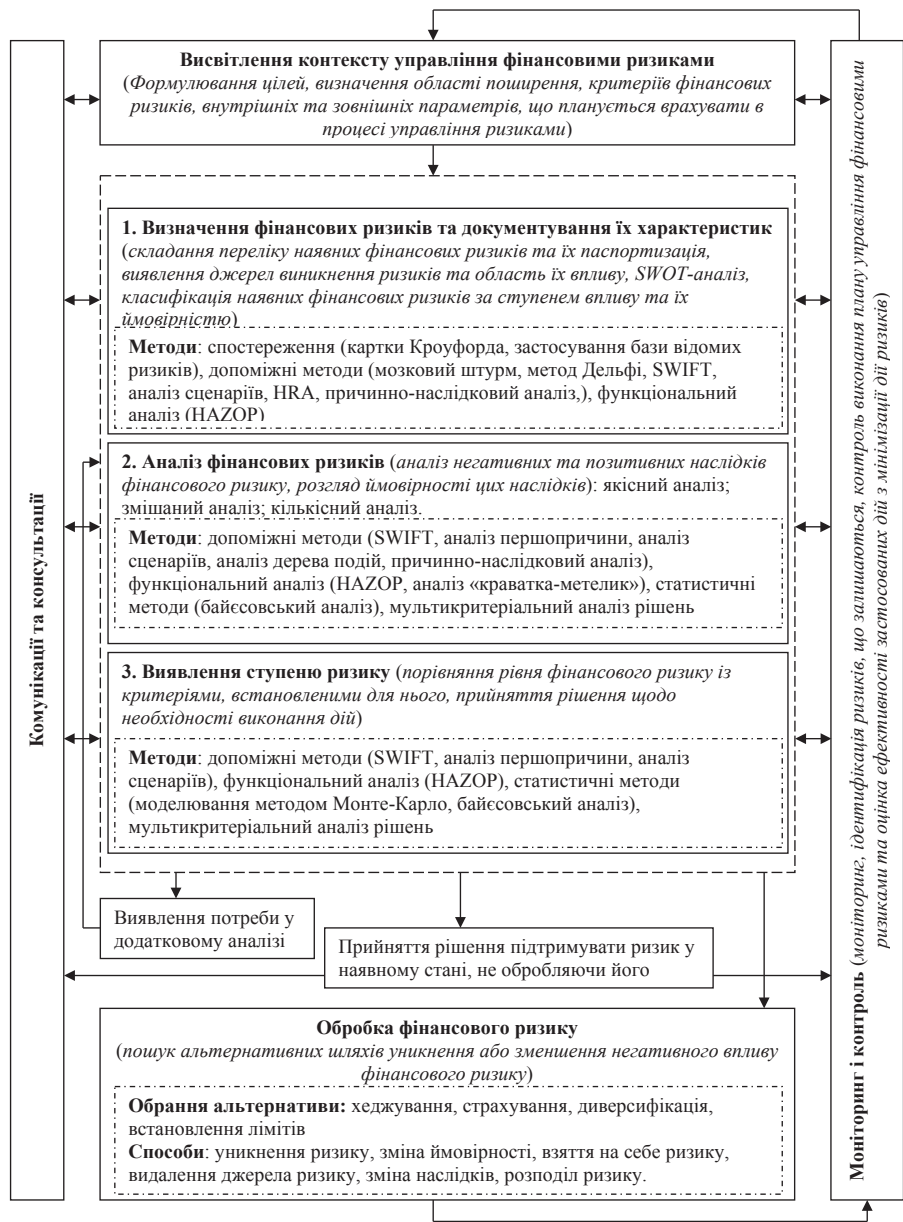 Комунікації та консультації
Висвітлення контексту управління фінансовими ризиками
(Формулювання цілей, визначення області поширення, критеріїв фінансових
ризиків, внутрішніх та зовнішніх параметрів, що планується врахувати в
процесі управління ризиками)
1. Визначення фінансових ризиків та документування їх характеристик
(складання переліку наявних фінансових ризиків та їх паспортизація,
виявлення джерел виникнення ризиків та область їх впливу, SWOT-аналіз,
класифікація наявних фінансових ризиків за ступенем впливу та їх
ймовірністю)
Методи: спостереження (картки Кроуфорда, застосування бази відомих
ризиків), допоміжні методи (мозковий штурм, метод Дельфі, SWIFT,
аналіз сценаріїв, HRA, причинно-наслідковий аналіз,), функціональний
аналіз (HAZOP)
2. Аналіз фінансових ризиків (аналіз негативних та позитивних наслідків
фінансового ризику, розгляд ймовірності цих наслідків): якісний аналіз;
змішаний аналіз; кількісний аналіз.
Методи: допоміжні методи (SWIFT, аналіз першопричини, аналіз
сценаріїв, аналіз дерева подій, причинно-наслідковий аналіз),
функціональний аналіз (HAZOP, аналіз «краватка-метелик»), статистичні
методи (байєсовський аналіз), мультикритеріальний аналіз рішень
3. Виявлення ступеню ризику (порівняння рівня фінансового ризику із
критеріями, встановленими для нього, прийняття рішення щодо
необхідності виконання дій)
Методи: допоміжні методи (SWIFT, аналіз першопричини, аналіз
сценаріїв), функціональний аналіз (HAZOP), статистичні методи
(моделювання методом Монте-Карло, байєсовський аналіз),
мультикритеріальний аналіз рішень
Виявлення потреби у
додатковому аналізі
Прийняття рішення підтримувати ризик у
наявному стані, не обробляючи його
Обробка фінансового ризику
(пошук альтернативних шляхів уникнення або зменшення негативного впливу
фінансового ризику)
Обрання альтернативи: хеджування, страхування, диверсифікація,
встановлення лімітів
Способи: уникнення ризику, зміна ймовірності, взяття на себе ризику,
видалення джерела ризику, зміна наслідків, розподіл ризику.
Моніторинг і контроль (моніторинг, ідентифікація ризиків, що залишаються, контроль виконання плану управління фінансовими
ризиками та оцінка ефективності застосованих дій з мінімізації дії ризиків)